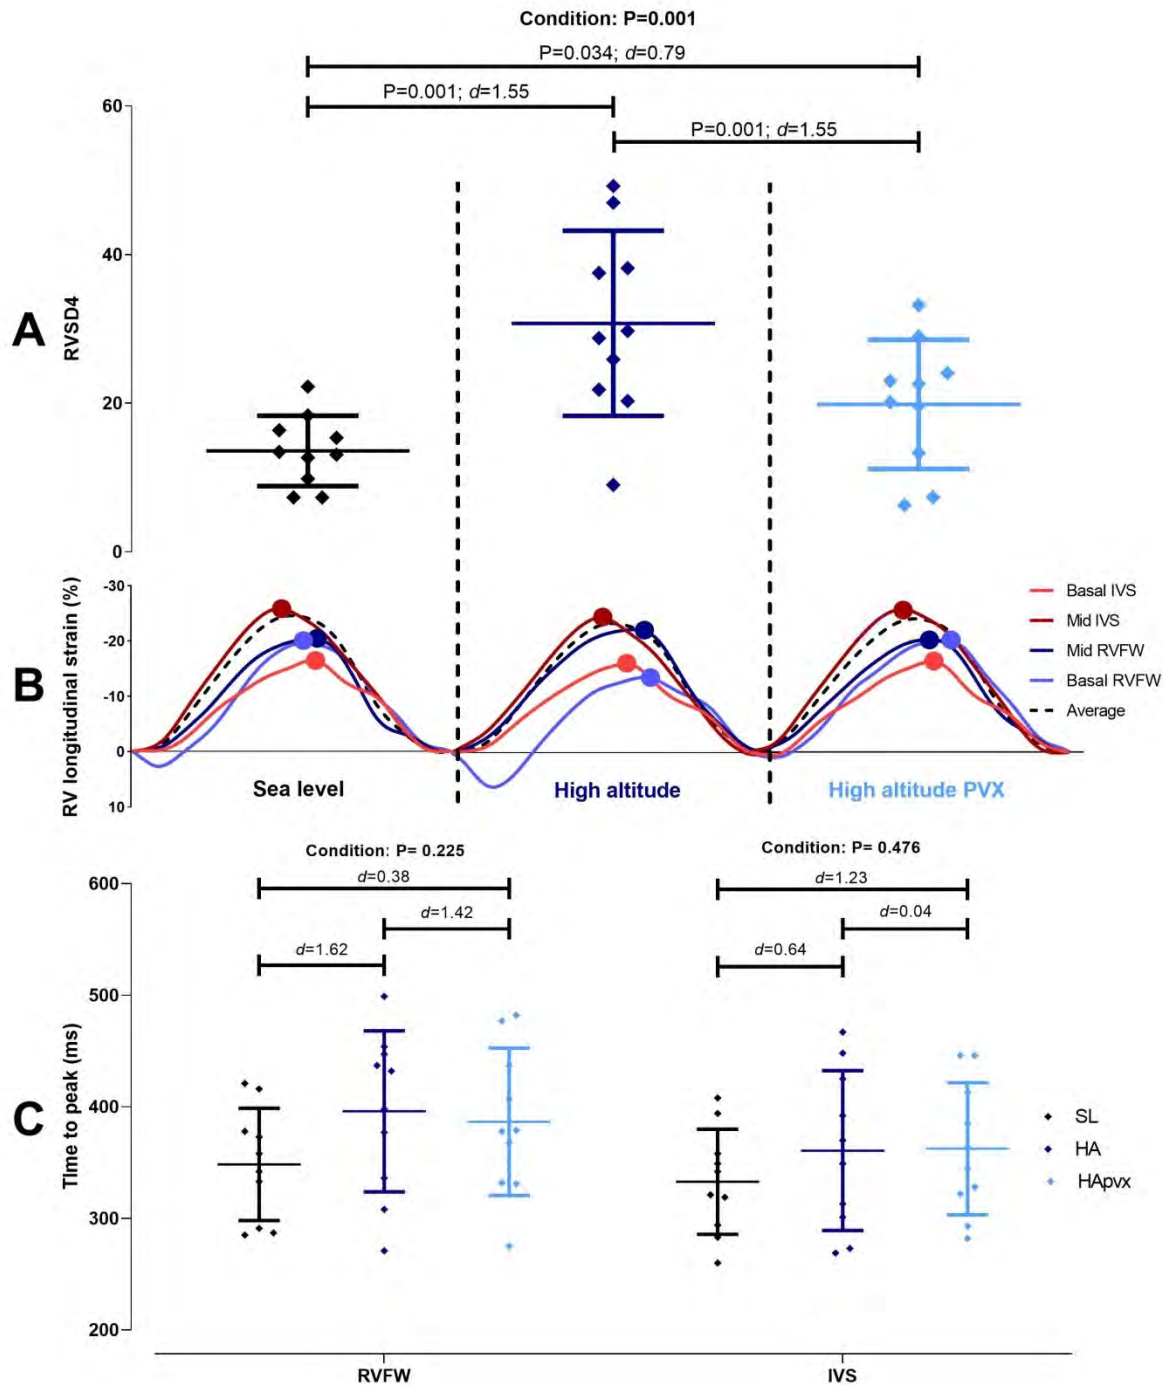 Condition: P=0.001
P=0.034; d=0.79
P=0.001; d=1.55
P=0.001; d=1.55
A
RVSD4
60
40
20
0
B
RV longitudinal strain (%)
-30
-20
-10
0
10
Basal IVS
Mid IVS
Mid RVFW
Basal RVFW
Average
Sea level
High altitude
High altitude PVX
C
Time to peak (ms)
Condition: P= 0.225
d=0.38
d=1.42
d=1.62
Condition: P= 0.476
d=1.23
d=0.04
d=0.64
600
500
400
300
200
SL
HA
HApvx
RVFW
IVS